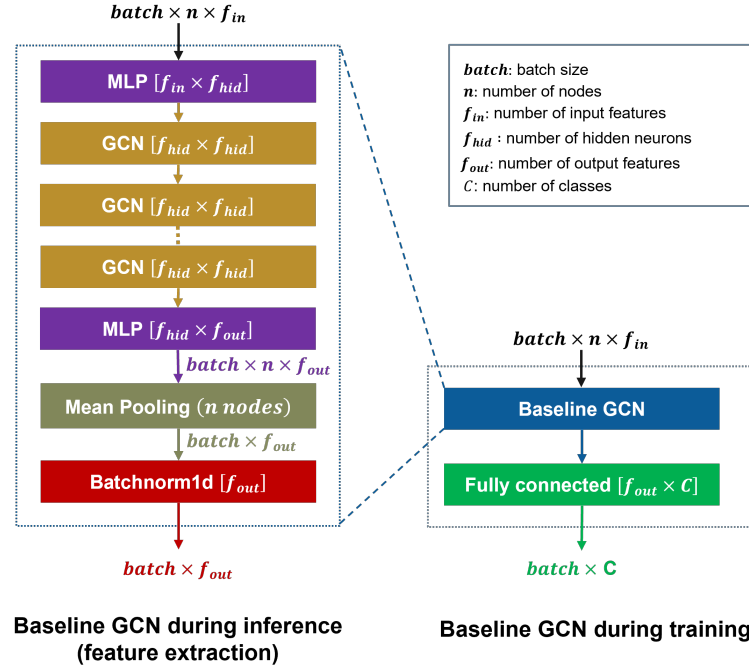 batch × n × f_in
MLP [f_in × f_hid]
GCN [f_hid × f_hid]
GCN [f_hid × f_hid]
GCN [f_hid × f_hid]
MLP [f_hid × f_out]
batch × n × f_out
Mean Pooling (n nodes)
batch × f_out
Batchnorm1d [f_out]
batch × f_out
Baseline GCN during inference
(feature extraction)
batch: batch size
n: number of nodes
f_in: number of input features
f_hid : number of hidden neurons
f_out: number of output features
C: number of classes
batch × n × f_in
Baseline GCN
Fully connected [f_out × C]
batch × C
Baseline GCN during training